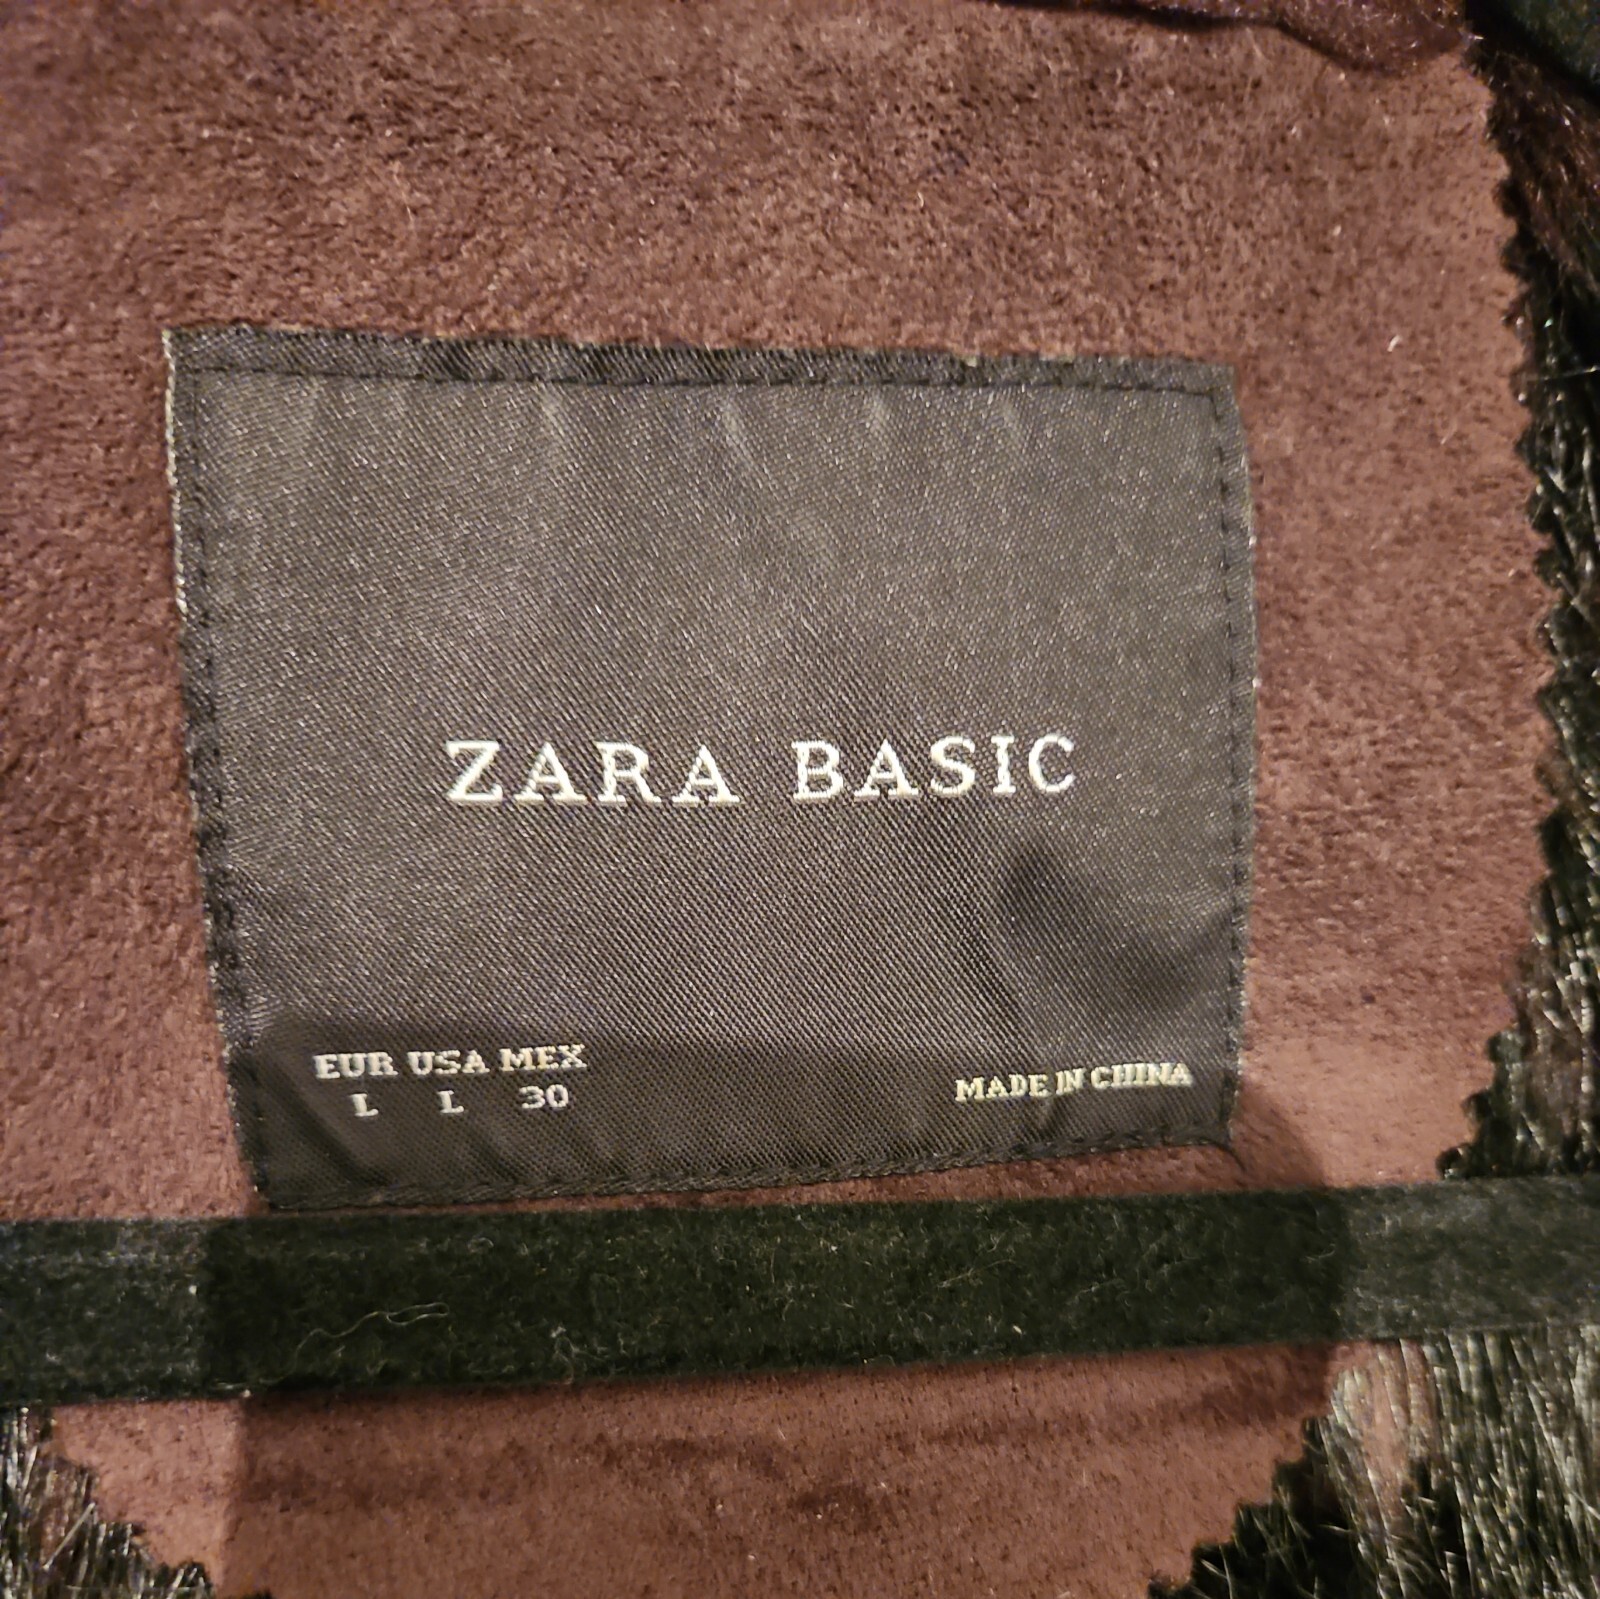 ZARA BASIC
EUR USA MEX
L L 30
MADE IN CHINA